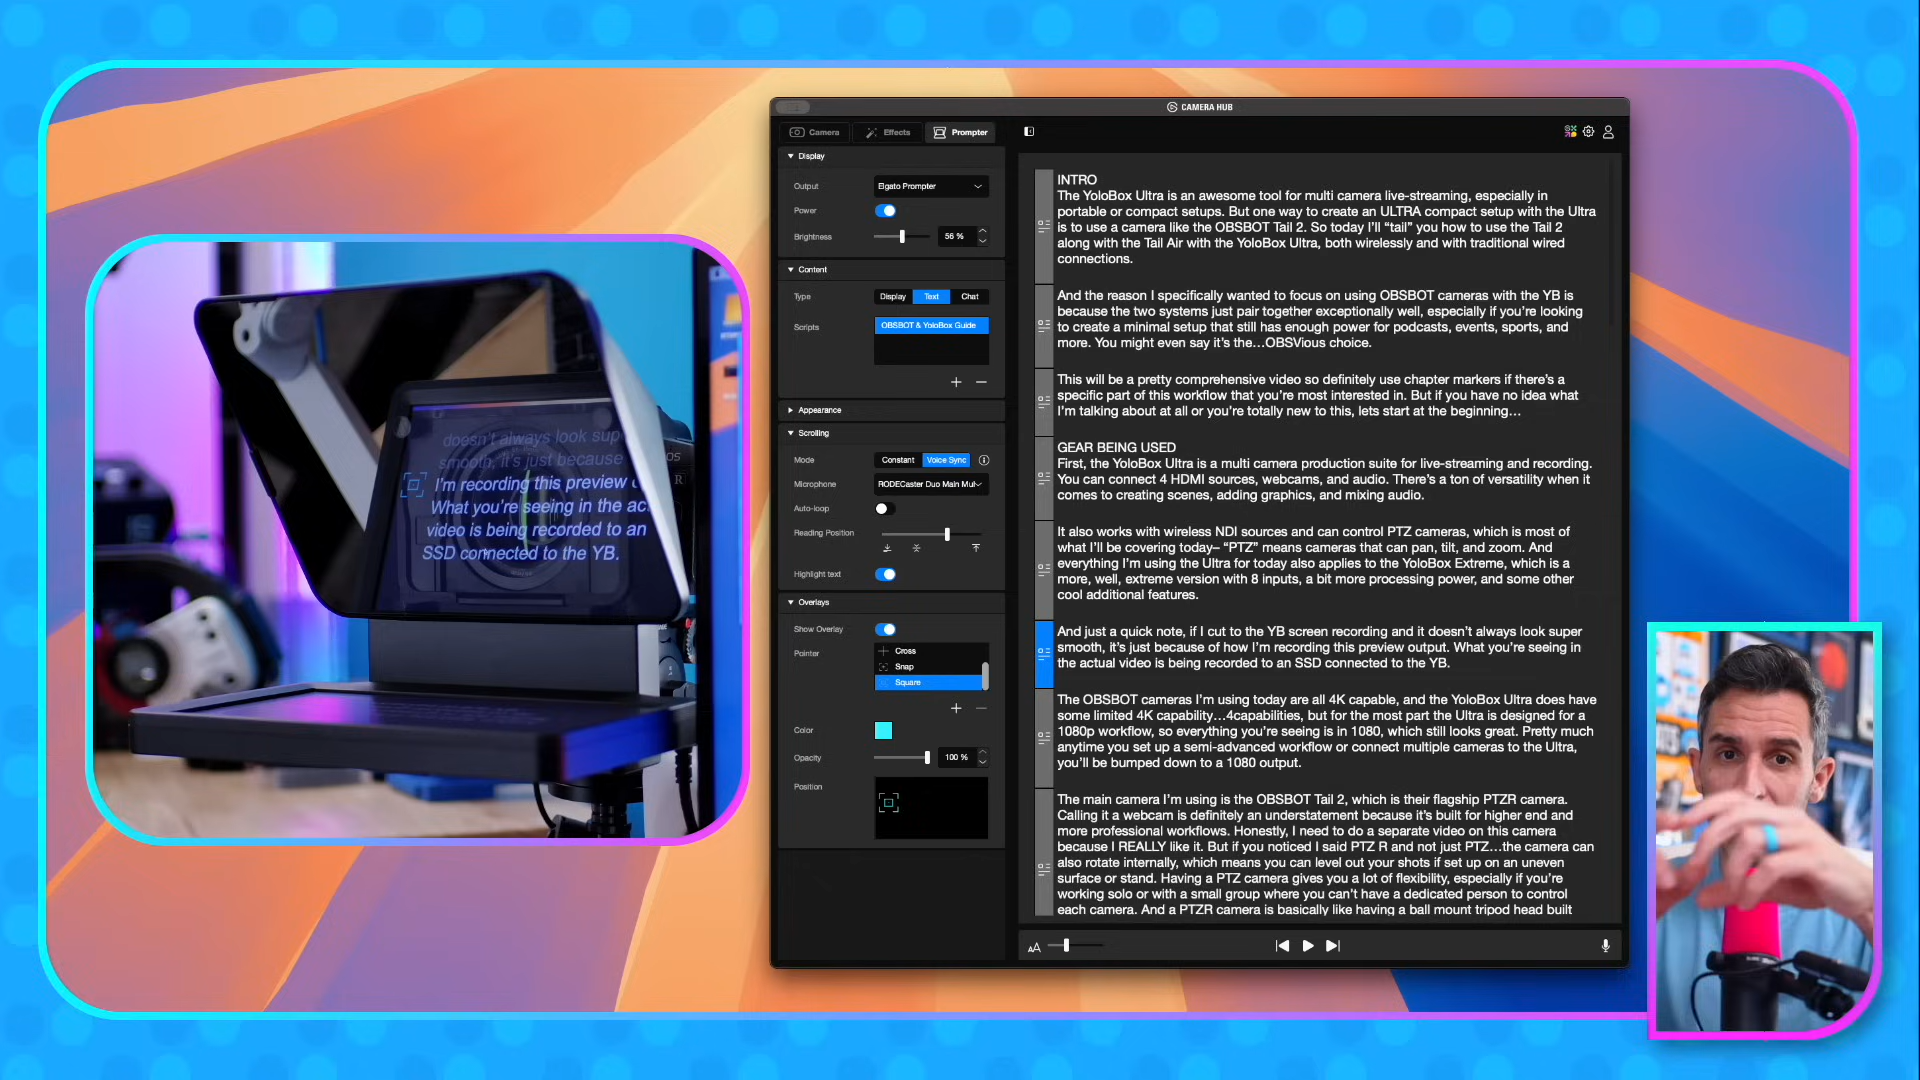 CAMERA HUB
Camera
Effects
Prompter
Display
Output
Elgato Prompter
Power
Brightness
56 %
Content
Type
Display
Text
Chat
Scripts
OBSBOT & YoloBox Guide
Appearance
Scrolling
Mode
Constant
Voice Sync
Microphone
RODECaster Duo Main Mul
Auto-loop
Reading Position
Highlight text
Overlays
Show Overlay
Pointer
Cross
Snap
Square
Color
Opacity
100 %
Position
INTRO
The YoloBox Ultra is an awesome tool for multi camera live-streaming, especially in
portable or compact setups. But one way to create an ULTRA compact setup with the Ultra
is to use a camera like the OBSBOT Tail 2. So today I'll “tail” you how to use the Tail 2
along with the Tail Air with the YoloBox Ultra, both wirelessly and with traditional wired
connections.
And the reason I specifically wanted to focus on using OBSBOT cameras with the YB is
because the two systems just pair together exceptionally well, especially if you're looking
to create a minimal setup that still has enough power for podcasts, events, sports, and
more. You might even say it's the…OBSVious choice.
This will be a pretty comprehensive video so definitely use chapter markers if there's a
specific part of this workflow that you're most interested in. But if you have no idea what
I'm talking about at all or you're totally new to this, lets start at the beginning…
GEAR BEING USED
First, the YoloBox Ultra is a multi camera production suite for live-streaming and recording.
You can connect 4 HDMI sources, webcams, and audio. There's a ton of versatility when it
comes to creating scenes, adding graphics, and mixing audio.
It also works with wireless NDI sources and can control PTZ cameras, which is most of
what I'll be covering today– “PTZ” means cameras that can pan, tilt, and zoom. And
everything I'm using the Ultra for today also applies to the YoloBox Extreme, which is a
more, well, extreme version with 8 inputs, a bit more processing power, and some other
cool additional features.
And just a quick note, if I cut to the YB screen recording and it doesn't always look super
smooth, it's just because of how I'm recording this preview output. What you're seeing in
the actual video is being recorded to an SSD connected to the YB.
The OBSBOT cameras I'm using today are all 4K capable, and the YoloBox Ultra does have
some limited 4K capability…4capabilities, but for the most part the Ultra is designed for a
1080p workflow, so everything you're seeing is in 1080, which still looks great. Pretty much
anytime you set up a semi-advanced workflow or connect multiple cameras to the Ultra,
you'll be bumped down to a 1080 output.
The main camera I'm using is the OBSBOT Tail 2, which is their flagship PTZR camera.
Calling it a webcam is definitely an understatement because it's built for higher end and
more professional workflows. Honestly, I need to do a separate video on this camera
because I REALLY like it. But if you noticed I said PTZ R and not just PTZ…the camera can
also rotate internally, which means you can level out your shots if set up on an uneven
surface or stand. Having a PTZ camera gives you a lot of flexibility, especially if you're
working solo or with a small group where you can't have a dedicated person to control
each camera. And a PTZR camera is basically like having a ball mount tripod head built
AA
doesn't always look sup
smooth, it's just because
I'm recording this preview
What you're seeing in the act
video is being recorded to an
SSD connected to the YB.